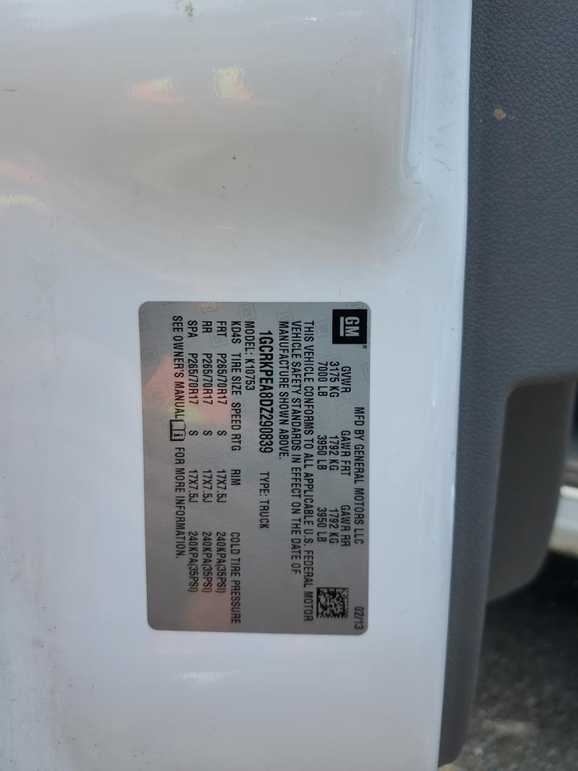 GM
MFD BY GENERAL MOTORS LLC 02/13
GVWR GAWR FRT GAWR RR
3175 KG 1792 KG 1792 KG
7000 LB 3950 LB 3950 LB
THIS VEHICLE CONFORMS TO ALL APPLICABLE U.S. FEDERAL MOTOR
VEHICLE SAFETY STANDARDS IN EFFECT ON THE DATE OF
MANUFACTURE SHOWN ABOVE.
1GCRKPEA8DZ290839 TYPE: TRUCK
MODEL: K10753
KD4S TIRE SIZE SPEED RTG RIM COLD TIRE PRESSURE
FRT P265/70R17 S 17X7.5J 240KPA(35PSI)
RR P265/70R17 S 17X7.5J 240KPA(35PSI)
SPA P265/70R17 S 17X7.5J 240KPA(35PSI)
SEE OWNER'S MANUAL FOR MORE INFORMATION.